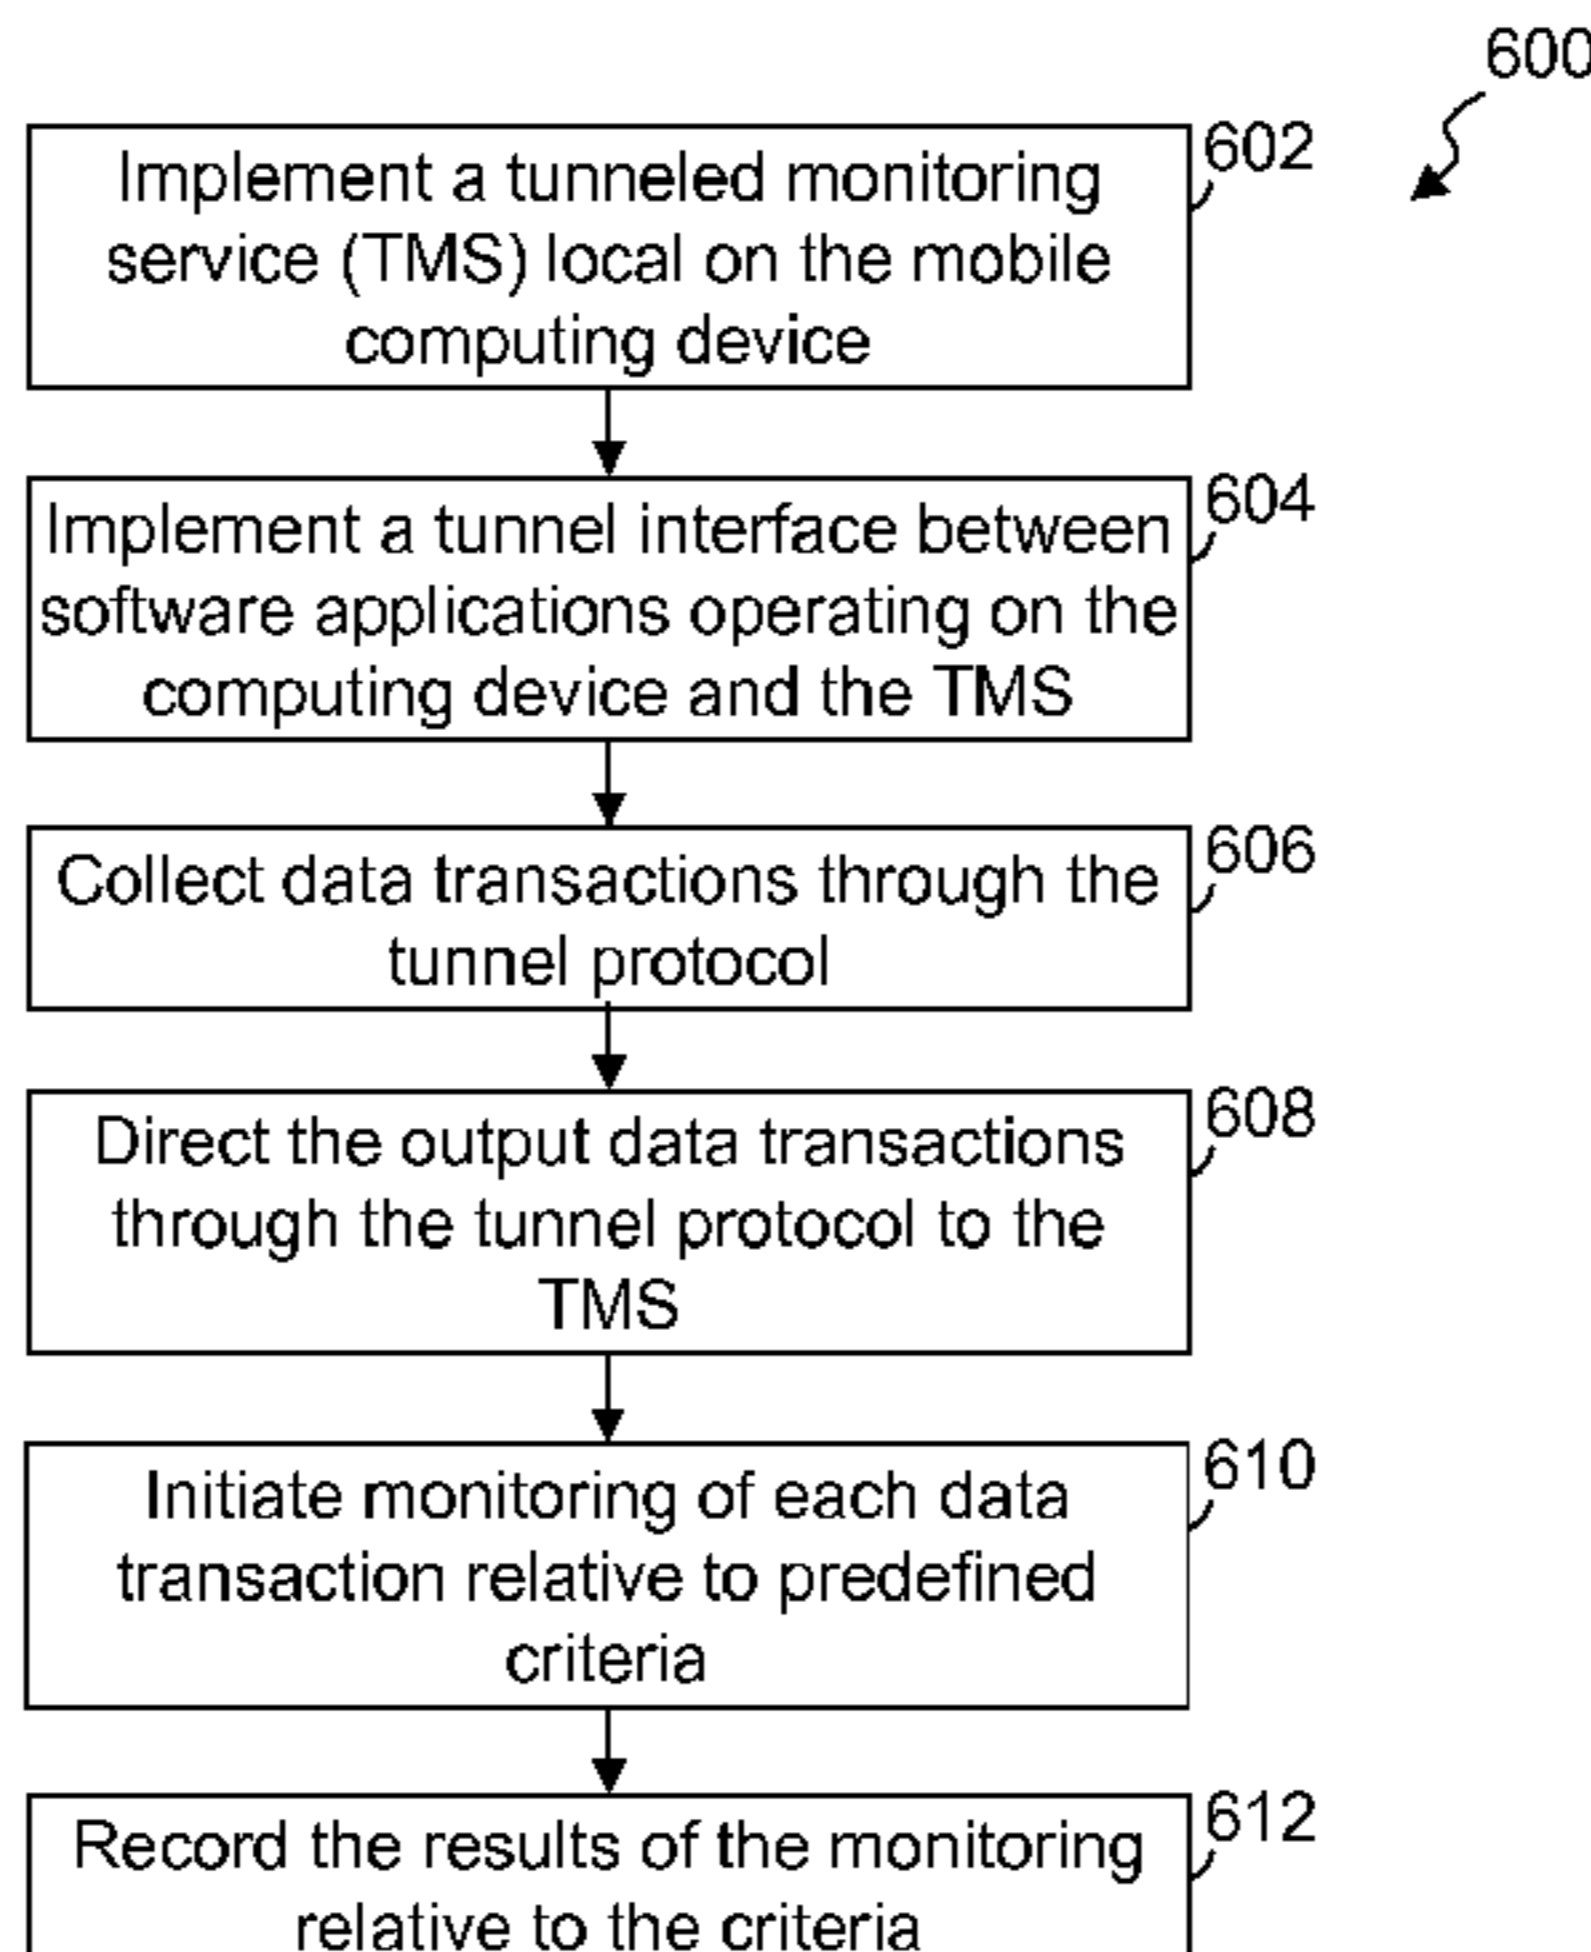 600
602
Implement a tunneled monitoring
service (TMS) local on the mobile
computing device
604
Implement a tunnel interface between
software applications operating on the
computing device and the TMS
606
Collect data transactions through the
tunnel protocol
608
Direct the output data transactions
through the tunnel protocol to the
TMS
610
Initiate monitoring of each data
transaction relative to predefined
criteria
612
Record the results of the monitoring
relative to the criteria